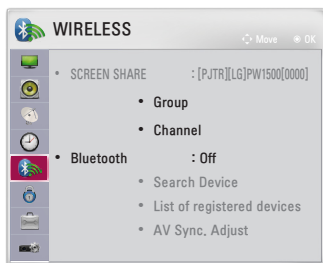 WIRELESS
Move OK
• SCREEN SHARE : [PJTR][LG]PW1500[0000]
• Group
• Channel
• Bluetooth : Off
• Search Device
• List of registered devices
• AV Sync. Adjust